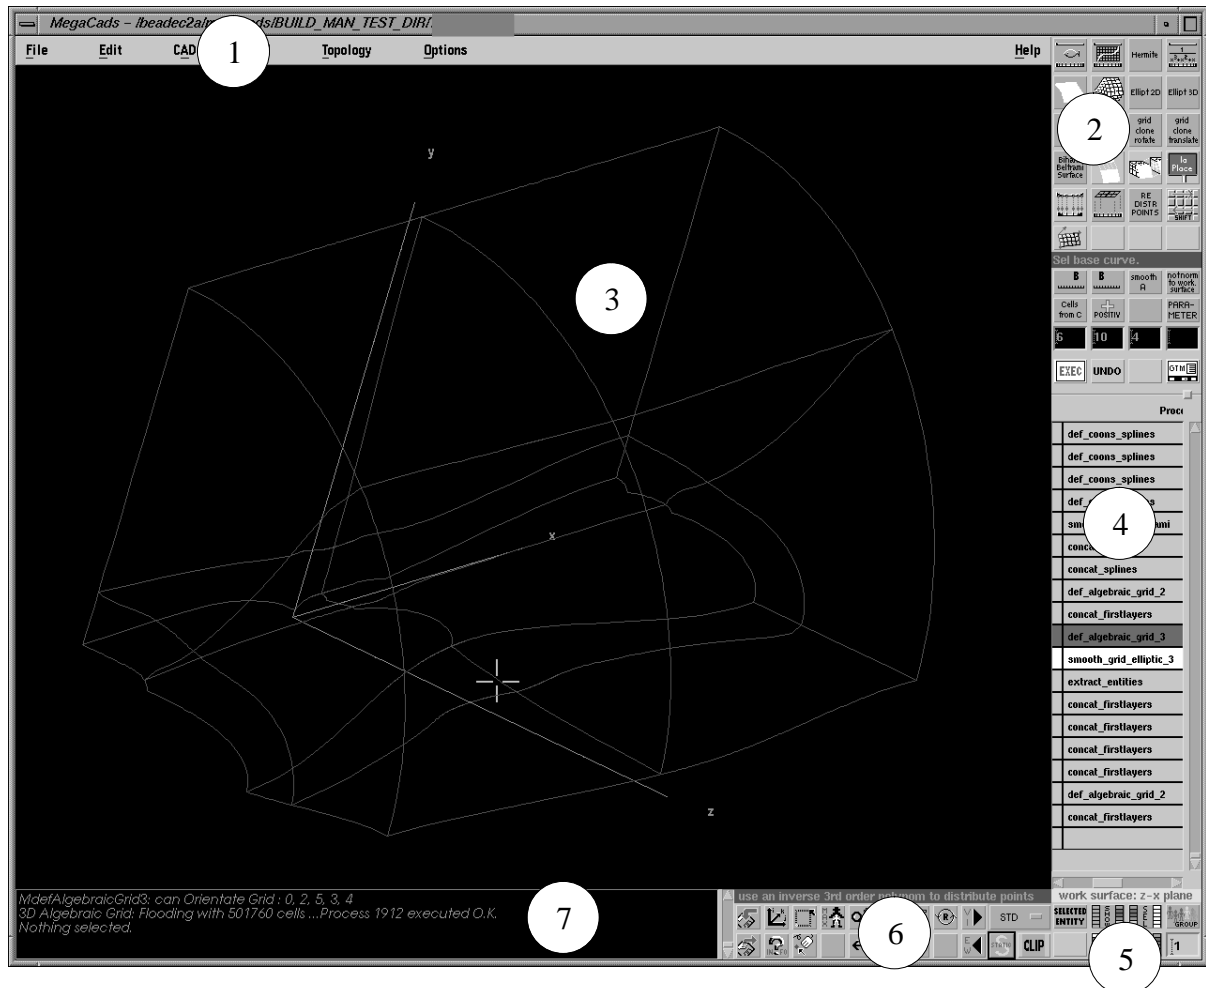 MegaCads – /beadec2a/ ds/BUILD_MAN_TEST_DIR/
File Edit CAD Topology Options Help
1
Hermite
Ellipt 2D Ellipt 3D
2
grid clone rotate
grid clone translate
Beltrami Surface
la Place
RE DISTR POINTS
SHIFT
Sel base curve.
B B smooth A notnorm to work. surface
Cells from C POSITIV PARA- METER
6 10 4
EXEC UNDO GTM
y
3
x
z
Proc
def_coons_splines
def_coons_splines
def_coons_splines
4
concat_splines
def_algebraic_grid_2
concat_firstlayers
def_algebraic_grid_3
smooth_grid_elliptic_3
extract_entities
concat_firstlayers
concat_firstlayers
concat_firstlayers
concat_firstlayers
def_algebraic_grid_2
concat_firstlayers
MdefAlgebraicGrid3: can Orientate Grid : 0, 2, 5, 3, 4
3D Algebraic Grid: Flooding with 501760 cells ...Process 1912 executed O.K.
Nothing selected.
7
use an inverse 3rd order polynom to distribute points
R STD
STATIC CLIP
6
work surface: z-x plane
SELECTED ENTITY GROUP
1
5